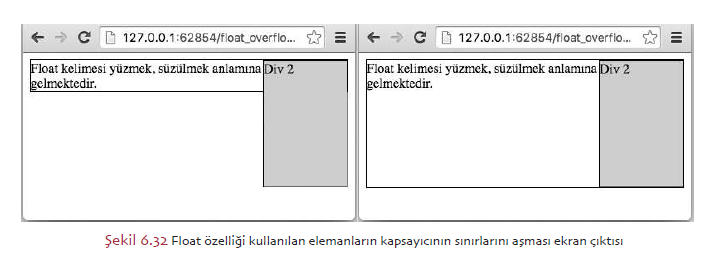 127.0.0.1:62854/float_overflo...
Float kelimesi yüzmek, süzülmek anlamına
gelmektedir.
Div 2
127.0.0.1:62854/float_overflo...
Float kelimesi yüzmek, süzülmek anlamına
gelmektedir.
Div 2
Şekil 6.32 Float özelliği kullanılan elemanların kapsayıcının sınırlarını aşması ekran çıktısı